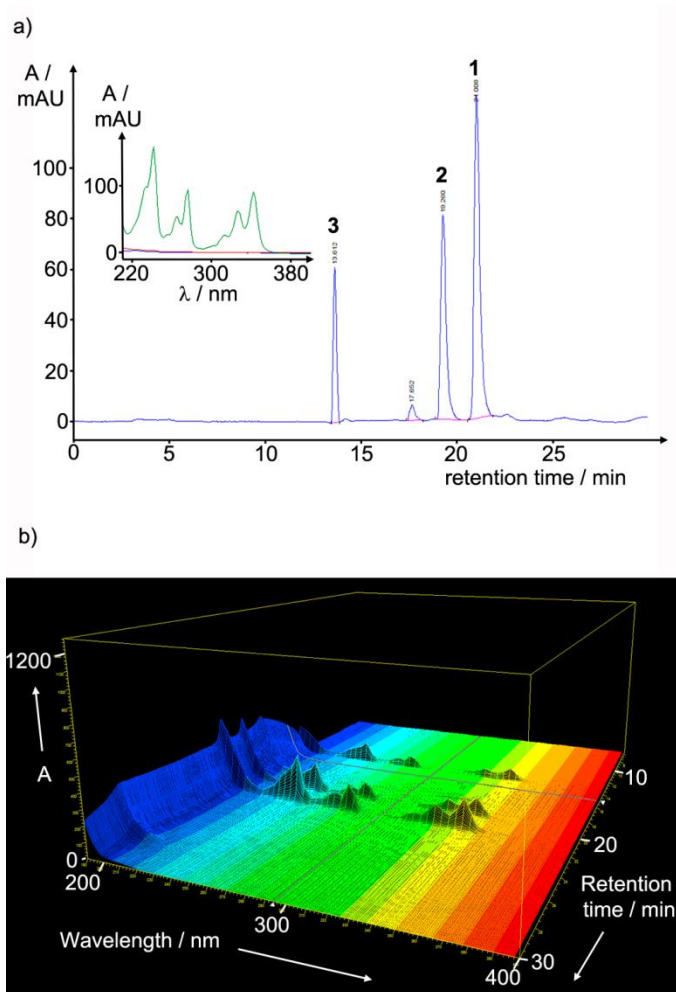 a)
A /
mAU
100
80
60
40
20
0
0
5
10
15
20
25
retention time / min
A /
mAU
100
0
220
300
380
λ / nm
3
13.612
17.652
2
19.260
1
b)
1200
A
0
200
300
400
Wavelength / nm
10
20
30
Retention
time / min